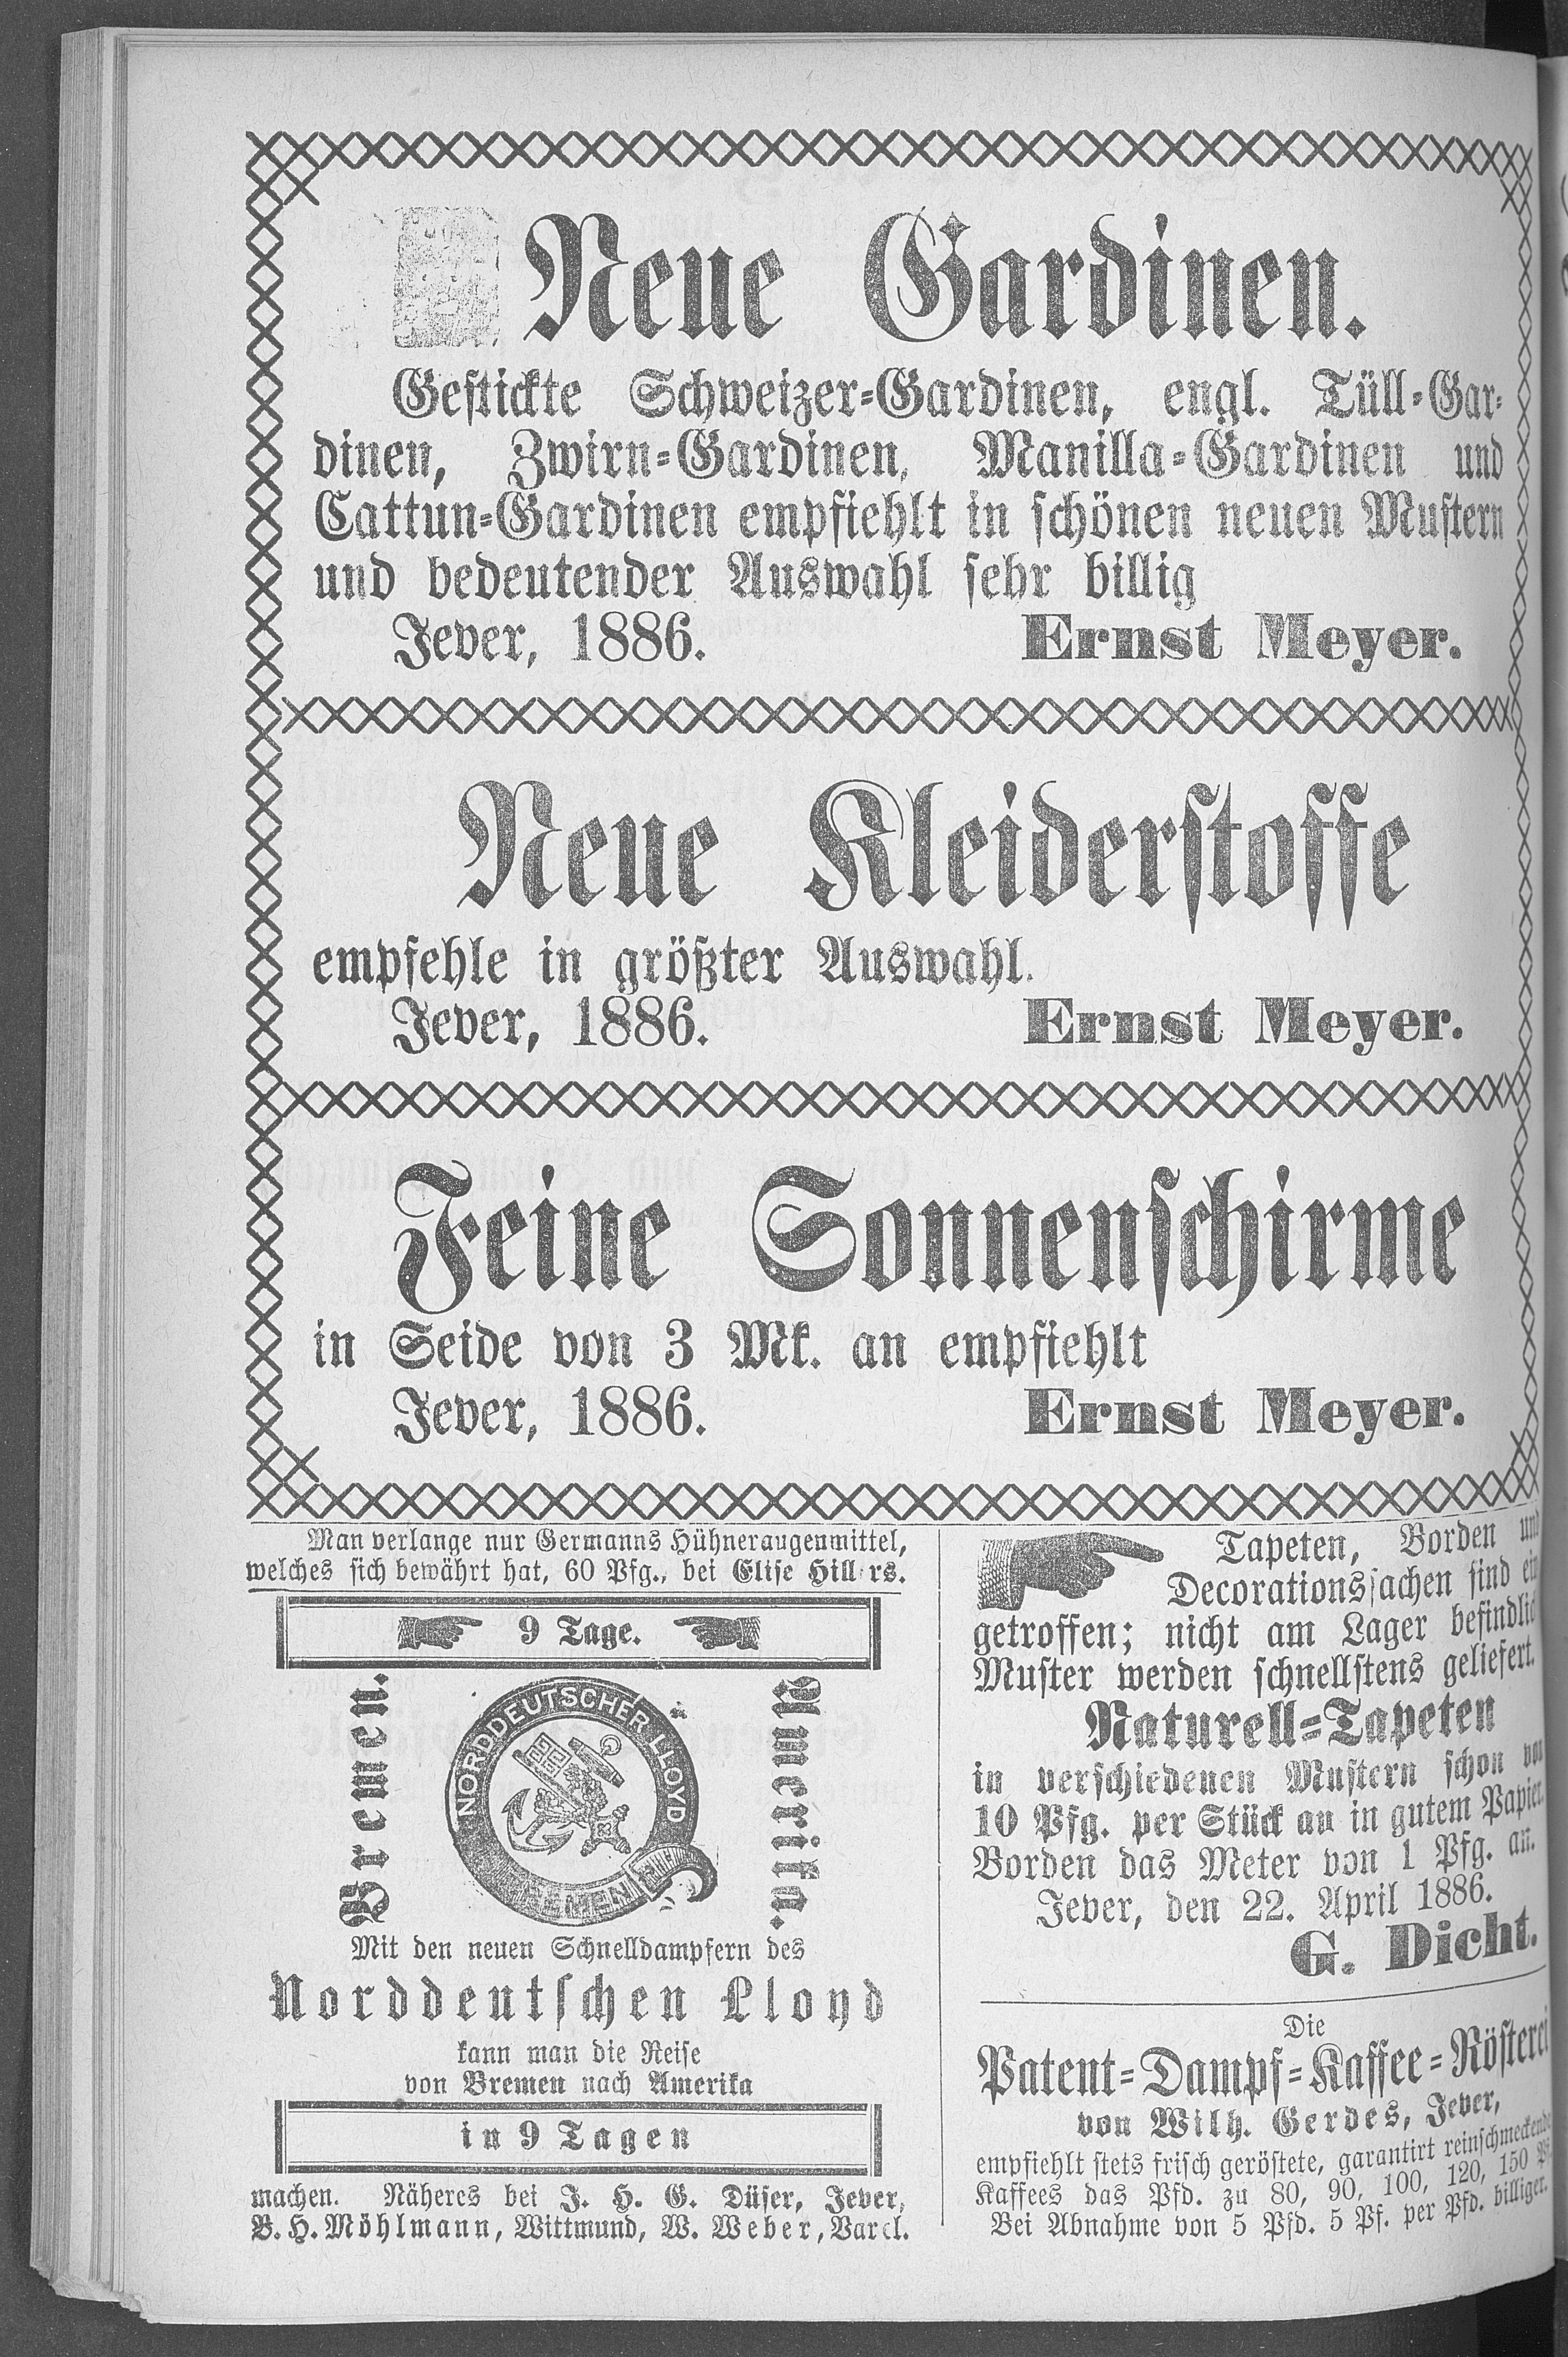 Neue Gardinen.
Gestickte Schweizer-Gardinen, engl. Tüll-Gar-
dinen, Zwirn-Gardinen, Manilla-Gardinen und
Cattun-Gardinen empfiehlt in schönen neuen Mustern
und bedeutender Auswahl sehr billig
Jever, 1886. Ernst Meyer.
Neue Kleiderstoffe
empfehle in größter Auswahl.
Jever, 1886. Ernst Meyer.
Feine Sonnenschirme
in Seide von 3 Mk. an empfiehlt
Jever, 1886. Ernst Meyer.
Man verlange nur Germanns Hühneraugenmittel,
welches sich bewährt hat, 60 Pfg., bei Elise Hill rs.
9 Tage.
Bremen.
NORDDEUTSCHER LLOYD
BREMEN
Amerika.
Mit den neuen Schnelldampfern des
Norddeutschen Lloyd
kann man die Reise
von Bremen nach Amerika
in 9 Tagen
machen. Näheres bei J. H. G. Düser, Jever,
B. H. Möhlmann, Wittmund, W. Weber, Varel.
Tapeten, Borden und
Decorationssachen sind ein
getroffen; nicht am Lager befindlich
Muster werden schnellstens geliefert.
Naturell-Tapeten
in verschiedenen Mustern schon von
10 Pfg. per Stück an in gutem Papier.
Borden das Meter von 1 Pfg. an.
Jever, den 22. April 1886.
G. Dicht.
Die
Patent-Dampf-Kaffee-Rösterei
von Wilh. Gerdes, Jever,
empfiehlt stets frisch geröstete, garantirt reinschmeckende
Kaffees das Pfd. zu 80, 90, 100, 120, 150
Bei Abnahme von 5 Pfd. 5 Pf. per Pfd. billiger.